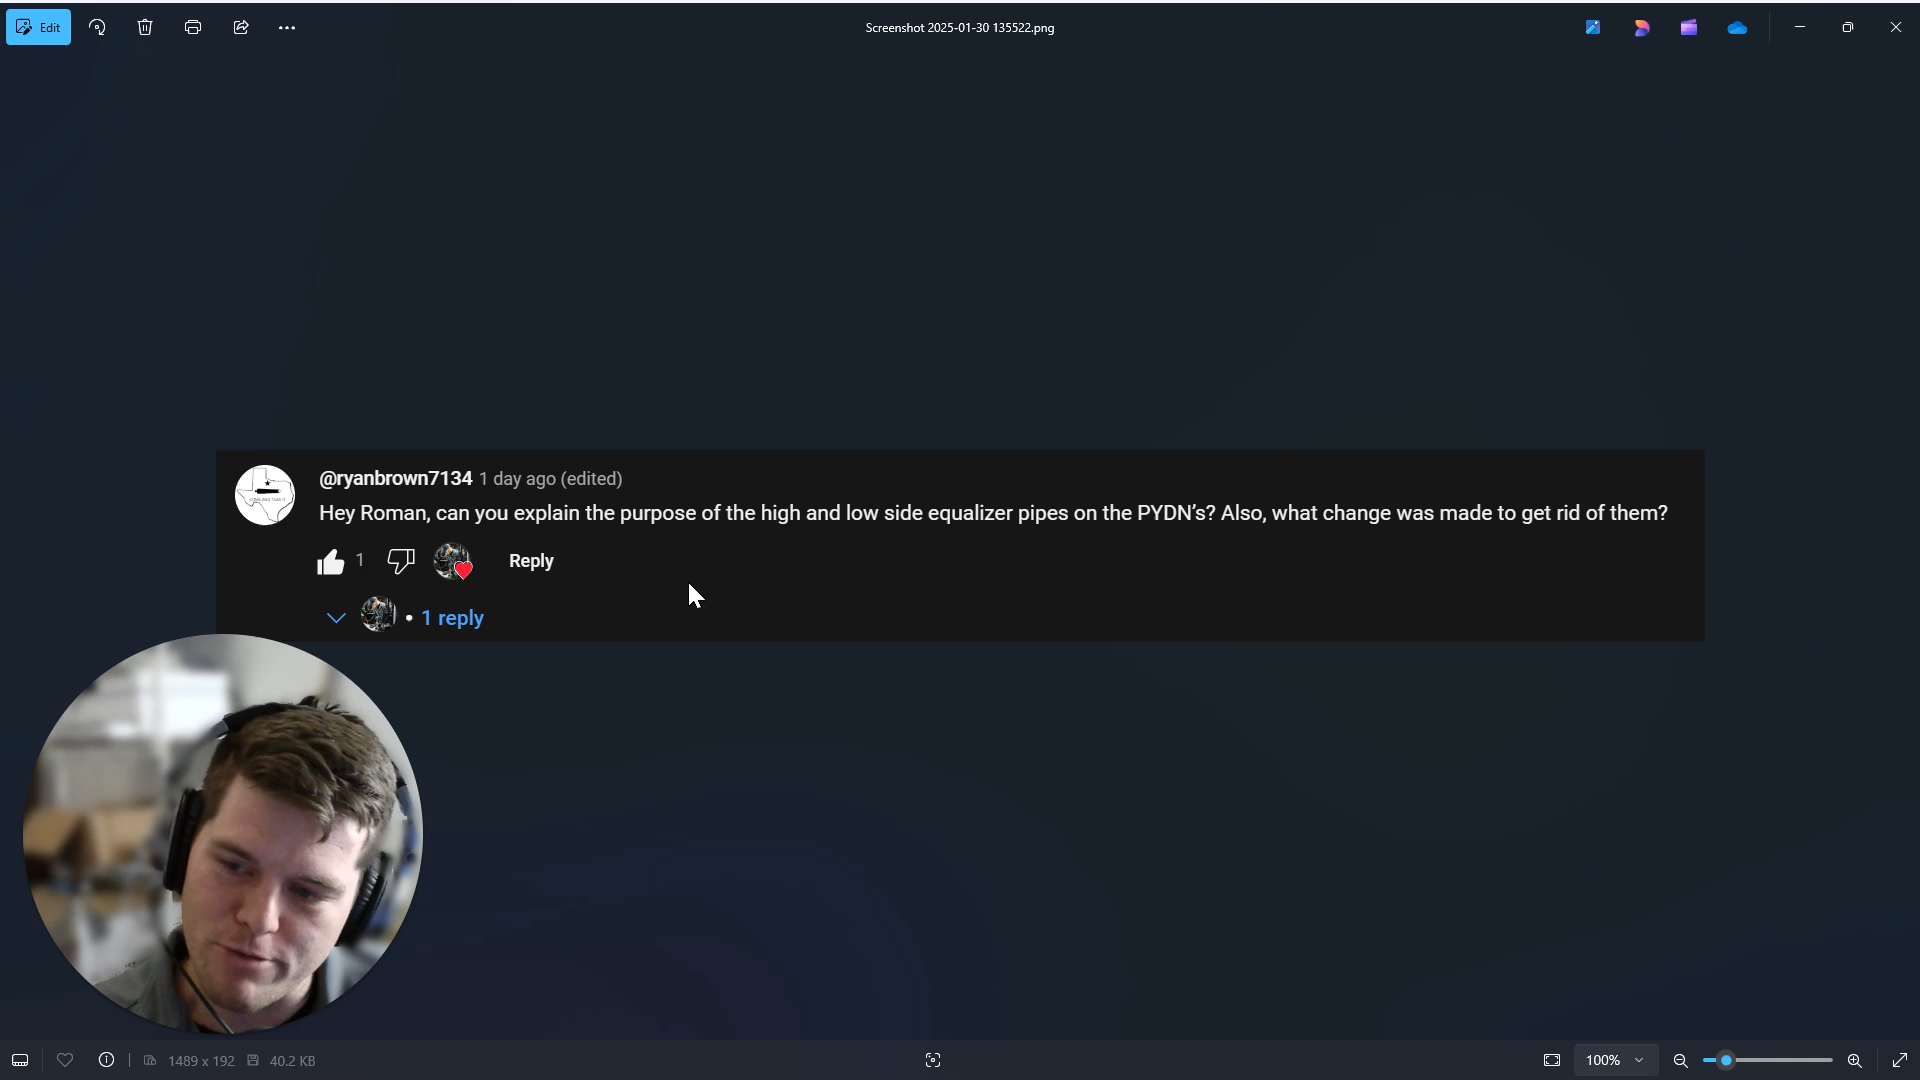 Edit
Screenshot 2025-01-30 135522.png
@ryanbrown7134 1 day ago (edited)
Hey Roman, can you explain the purpose of the high and low side equalizer pipes on the PYDN’s? Also, what change was made to get rid of them?
1
Reply
• 1 reply
1489 x 192
40.2 KB
100%